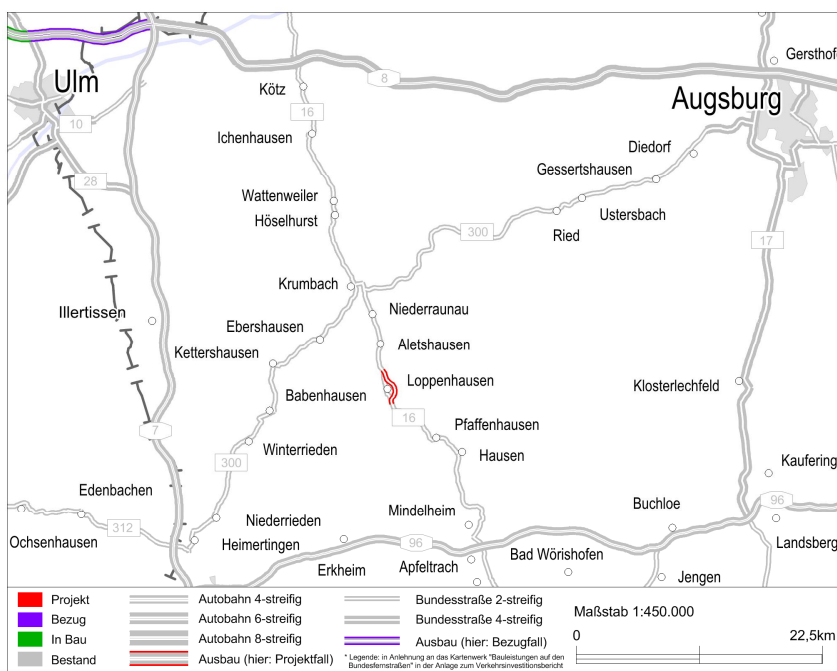 Ulm
Kötz
8
Gersthofe
16
Augsburg
10
Ichenhausen
Diedorf
28
Gessertshausen
Wattenweiler
Höselhurst
Ustersbach
300
Ried
17
Krumbach
Illertissen
Niederraunau
Ebershausen
Aletshausen
Kettershausen
Loppenhausen
Klosterlechfeld
Babenhausen
16
7
Pfaffenhausen
Winterrieden
Hausen
300
Kaufering
Edenbachen
96
Mindelheim
Buchloe
312
Niederrieden
Ochsenhausen
Heimertingen
96
Landsberg
Bad Wörishofen
Erkheim
Apfeltrach
Jengen
Projekt
Bezug
In Bau
Bestand
Autobahn 4-streifig
Autobahn 6-streifig
Autobahn 8-streifig
Ausbau (hier: Projektfall)
Bundesstraße 2-streifig
Bundesstraße 4-streifig
Ausbau (hier: Bezugfall)
* Legende: in Anlehnung an das Kartenwerk "Bauleistungen auf den
Bundesfernstraßen" in der Anlage zum Verkehrsinvestitionsbericht
Maßstab 1:450.000
0 22,5km